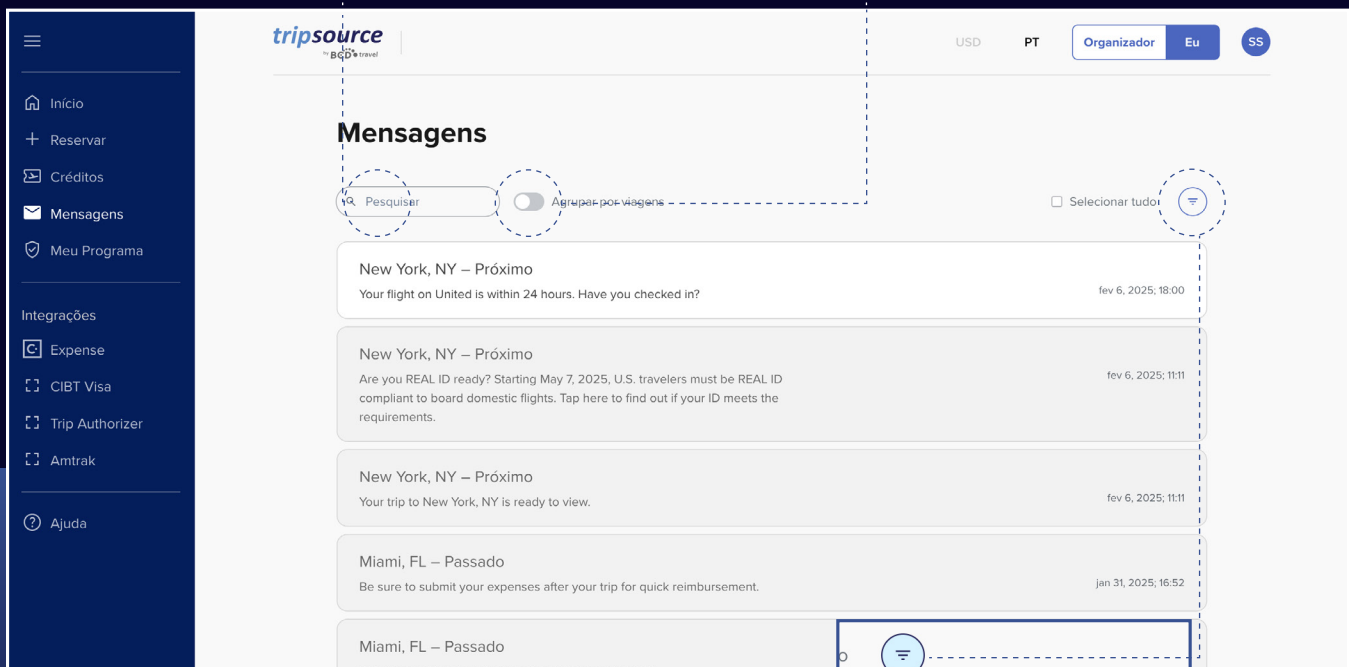 tripsource
by BCD travel
USD
PT
Organizador
Eu
SS
Início
Reservar
Créditos
Mensagens
Meu Programa
Integrações
Expense
CIBT Visa
Trip Authorizer
Amtrak
Ajuda
Mensagens
Pesquisar
Agrupar por viagens
Selecionar tudo
New York, NY – Próximo
Your flight on United is within 24 hours. Have you checked in?
fev 6, 2025; 18:00
New York, NY – Próximo
Are you REAL ID ready? Starting May 7, 2025, U.S. travelers must be REAL ID
compliant to board domestic flights. Tap here to find out if your ID meets the
requirements.
fev 6, 2025; 11:11
New York, NY – Próximo
Your trip to New York, NY is ready to view.
fev 6, 2025; 11:11
Miami, FL – Passado
Be sure to submit your expenses after your trip for quick reimbursement.
jan 31, 2025; 16:52
Miami, FL – Passado
o